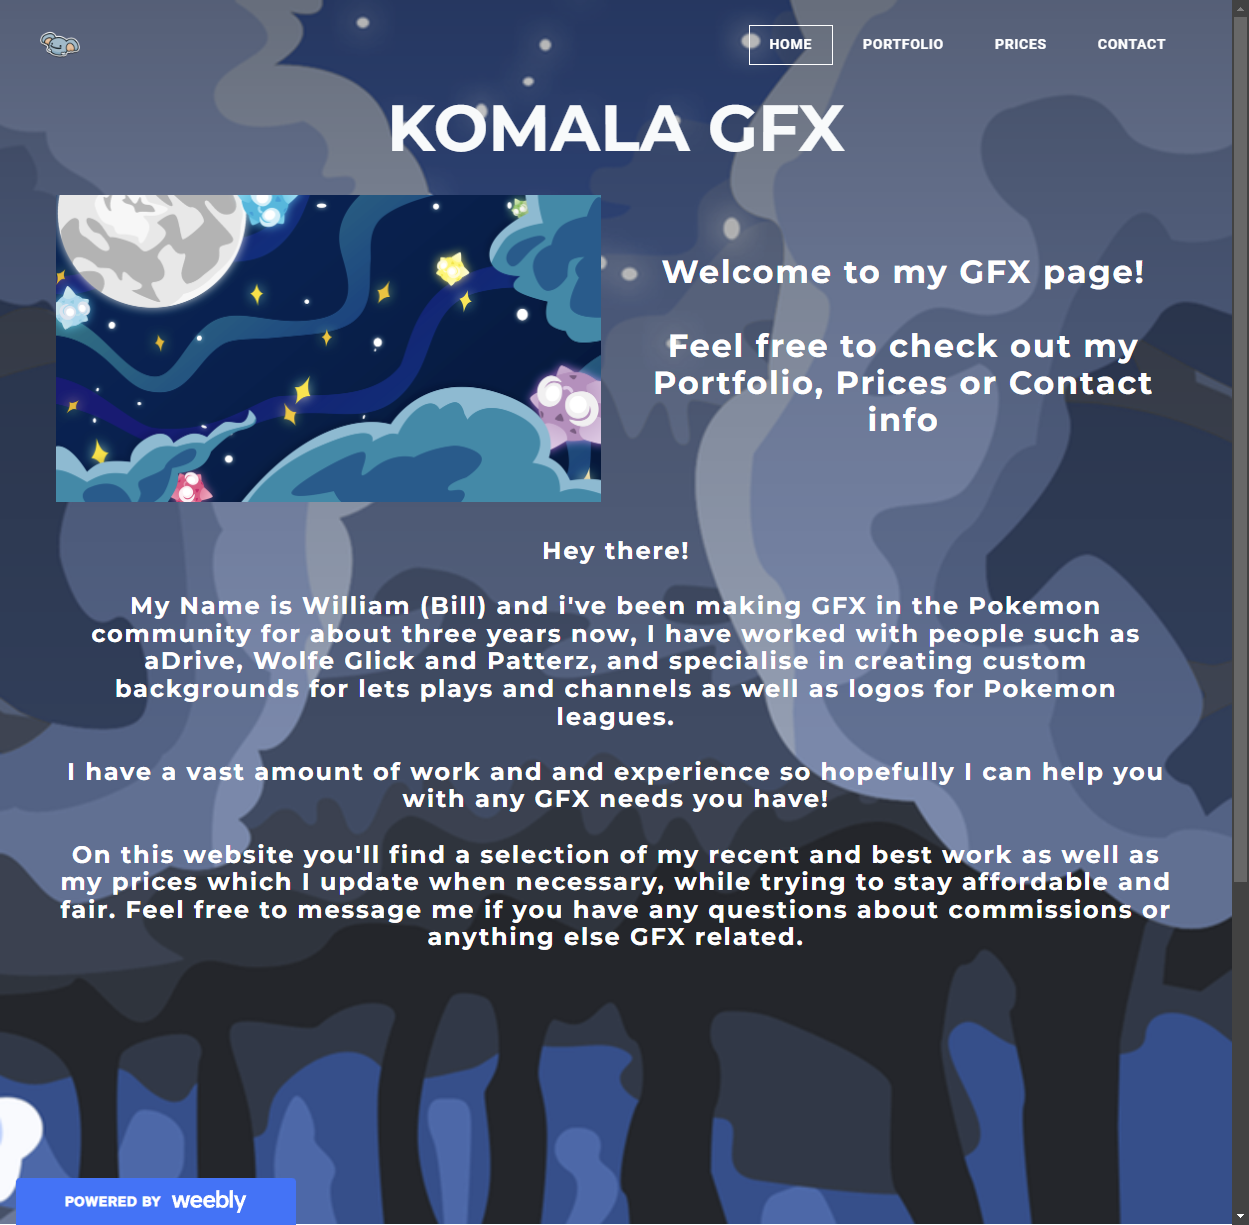 HOME PORTFOLIO PRICES CONTACT
KOMALA GFX
Welcome to my GFX page!
Feel free to check out my
Portfolio, Prices or Contact
info
Hey there!
My Name is William (Bill) and i've been making GFX in the Pokemon
community for about three years now, I have worked with people such as
aDrive, Wolfe Glick and Patterz, and specialise in creating custom
backgrounds for lets plays and channels as well as logos for Pokemon
leagues.
I have a vast amount of work and and experience so hopefully I can help you
with any GFX needs you have!
On this website you'll find a selection of my recent and best work as well as
my prices which I update when necessary, while trying to stay affordable and
fair. Feel free to message me if you have any questions about commissions or
anything else GFX related.
POWERED BY weebly